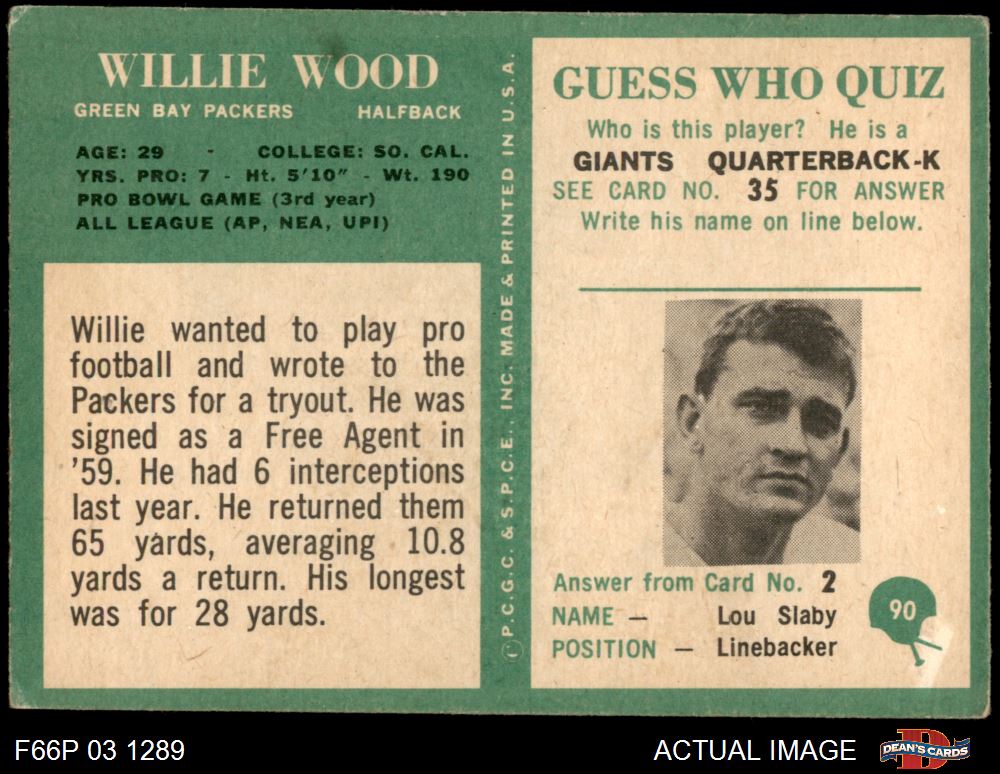 WILLIE WOOD
GREEN BAY PACKERS HALFBACK
AGE: 29 - COLLEGE: SO. CAL.
YRS. PRO: 7 - Ht. 5'10" - Wt. 190
PRO BOWL GAME (3rd year)
ALL LEAGUE (AP, NEA, UPI)
Willie wanted to play pro
football and wrote to the
Packers for a tryout. He was
signed as a Free Agent in
'59. He had 6 interceptions
last year. He returned them
65 yards, averaging 10.8
yards a return. His longest
was for 28 yards.
©P.C.G.C. & S.P.C.E., INC. MADE & PRINTED IN U.S.A.
GUESS WHO QUIZ
Who is this player? He is a
GIANTS QUARTERBACK-K
SEE CARD NO. 35 FOR ANSWER
Write his name on line below.
Answer from Card No. 2
NAME — Lou Slaby
POSITION — Linebacker
90
F66P 03 1289
ACTUAL IMAGE
D
DEAN'S CARDS